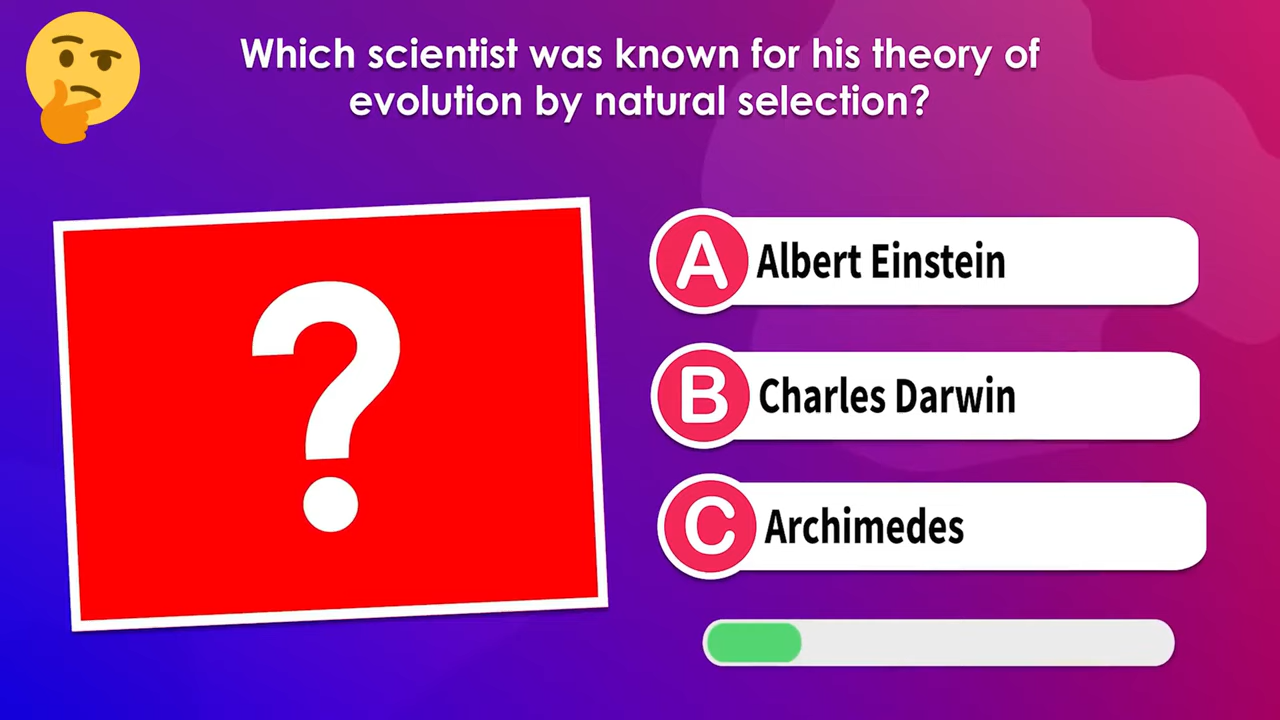 Which scientist was known for his theory of
evolution by natural selection?
?
A Albert Einstein
B Charles Darwin
C Archimedes